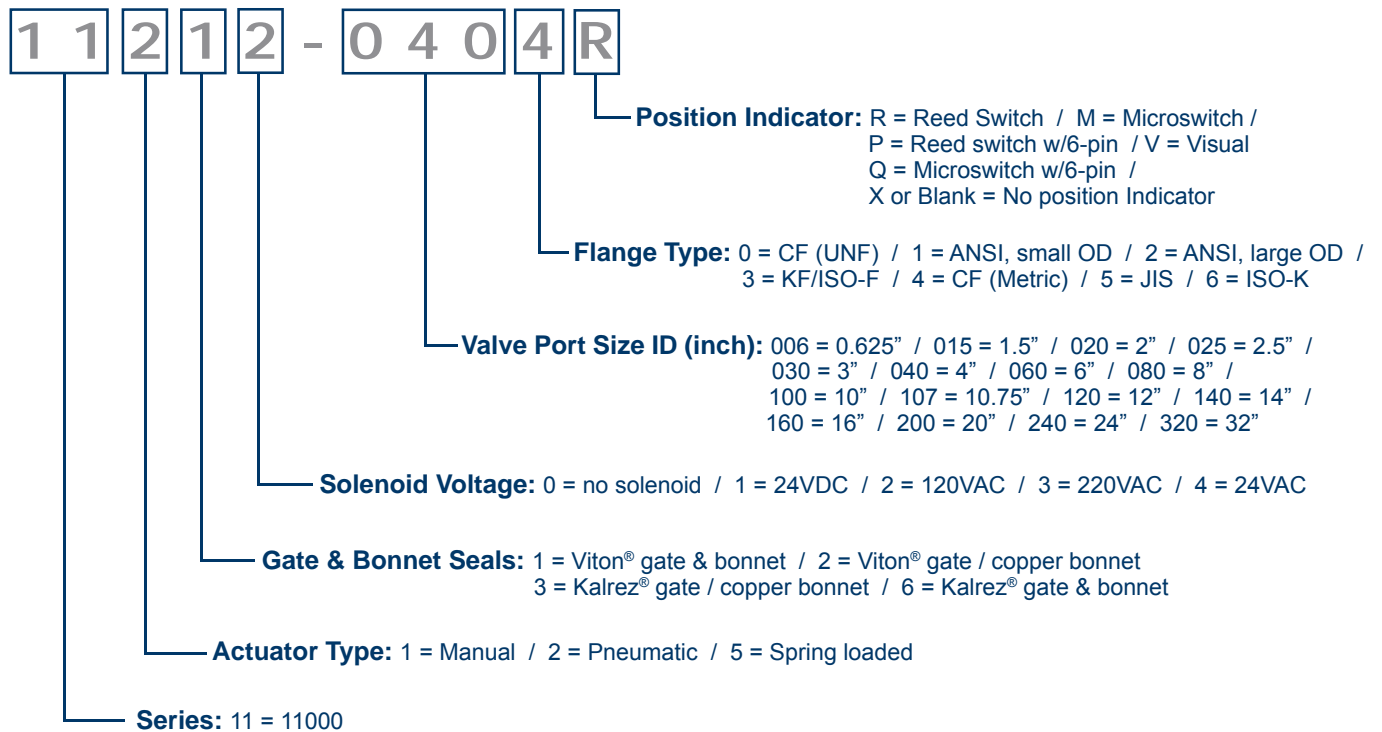 1 1 2 1 2 - 0 4 0 4 R
Position Indicator: R = Reed Switch / M = Microswitch /
P = Reed switch w/6-pin / V = Visual
Q = Microswitch w/6-pin /
X or Blank = No position Indicator
Flange Type: 0 = CF (UNF) / 1 = ANSI, small OD / 2 = ANSI, large OD /
3 = KF/ISO-F / 4 = CF (Metric) / 5 = JIS / 6 = ISO-K
Valve Port Size ID (inch): 006 = 0.625” / 015 = 1.5” / 020 = 2” / 025 = 2.5” /
030 = 3” / 040 = 4” / 060 = 6” / 080 = 8” /
100 = 10” / 107 = 10.75” / 120 = 12” / 140 = 14” /
160 = 16” / 200 = 20” / 240 = 24” / 320 = 32”
Solenoid Voltage: 0 = no solenoid / 1 = 24VDC / 2 = 120VAC / 3 = 220VAC / 4 = 24VAC
Gate & Bonnet Seals: 1 = Viton® gate & bonnet / 2 = Viton® gate / copper bonnet
3 = Kalrez® gate / copper bonnet / 6 = Kalrez® gate & bonnet
Actuator Type: 1 = Manual / 2 = Pneumatic / 5 = Spring loaded
Series: 11 = 11000